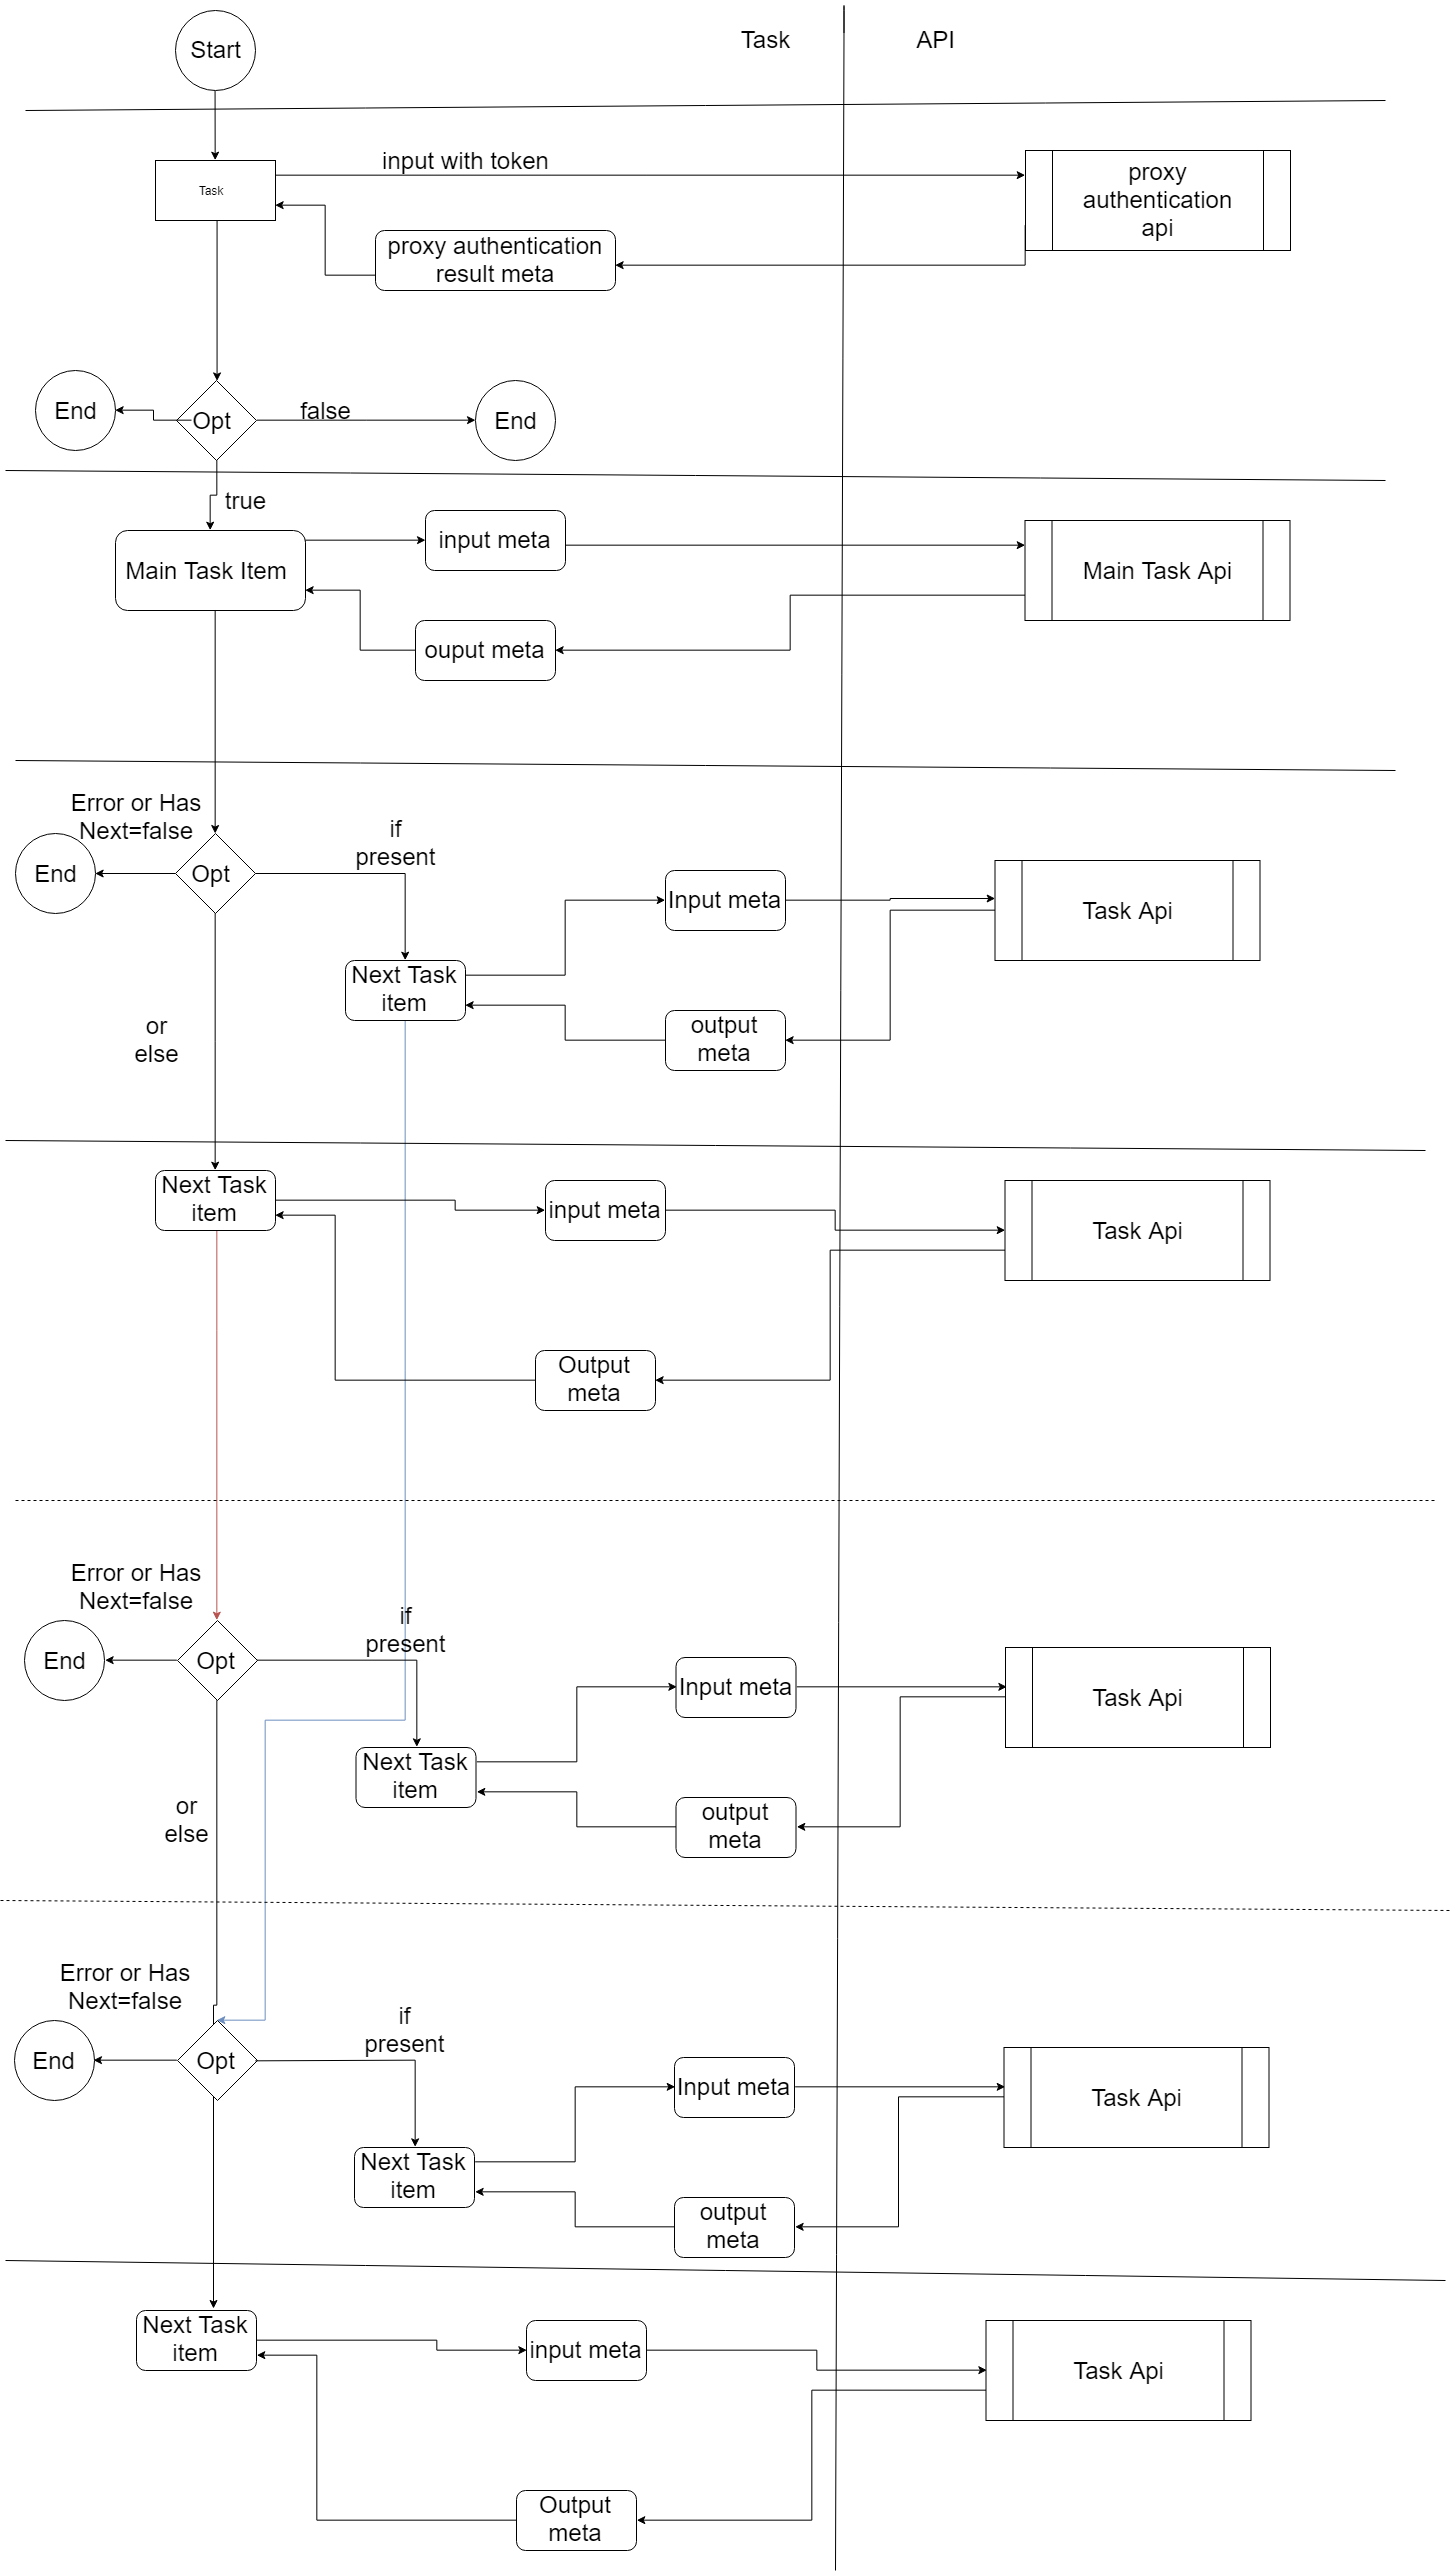 Start
Task
API
input with token
Task
proxy
authentication
api
proxy authentication
result meta
End
Opt
false
End
true
input meta
Main Task Item
Main Task Api
ouput meta
Error or Has
Next=false
if
present
End
Opt
Input meta
Task Api
Next Task
item
output
meta
or
else
Next Task
item
input meta
Task Api
Output
meta
Error or Has
Next=false
if
present
End
Opt
Input meta
Task Api
Next Task
item
output
meta
or
else
Error or Has
Next=false
if
present
End
Opt
Input meta
Task Api
Next Task
item
output
meta
Next Task
item
input meta
Task Api
Output
meta